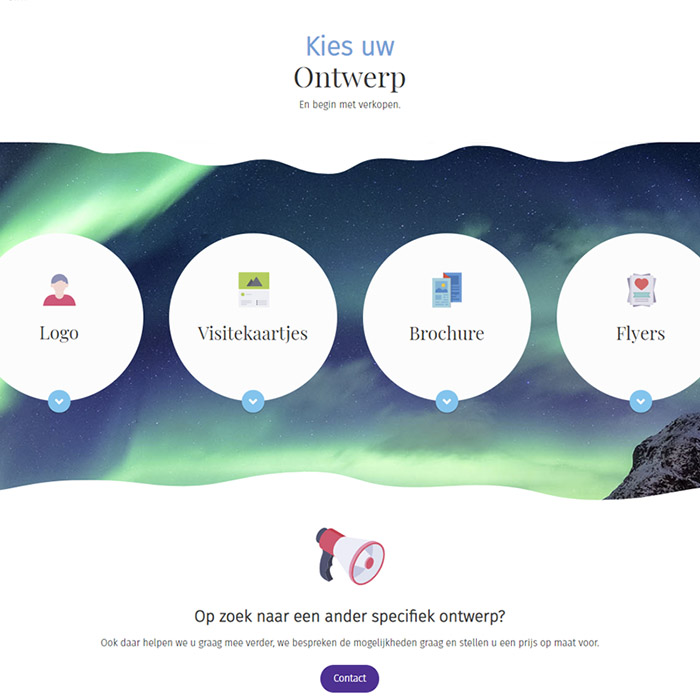 Kies uw
Ontwerp
En begin met verkopen.
Logo
Visitekaartjes
Brochure
Flyers
Op zoek naar een ander specifiek ontwerp?
Ook daar helpen we u graag mee verder, we bespreken de mogelijkheden graag en stellen u een prijs op maat voor.
Contact